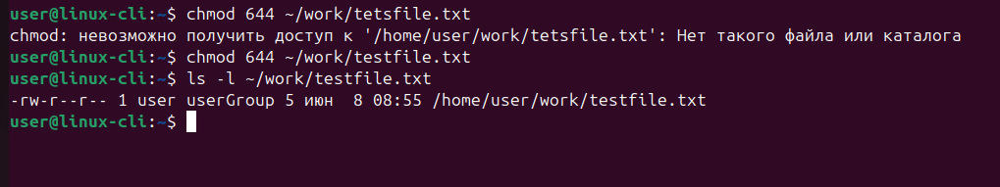 user@linux-cli:~$ chmod 644 ~/work/tetsfile.txt
chmod: невозможно получить доступ к '/home/user/work/tetsfile.txt': Нет такого файла или каталога
user@linux-cli:~$ chmod 644 ~/work/testfile.txt
user@linux-cli:~$ ls -l ~/work/testfile.txt
-rw-r--r-- 1 user userGroup 5 июн  8 08:55 /home/user/work/testfile.txt
user@linux-cli:~$